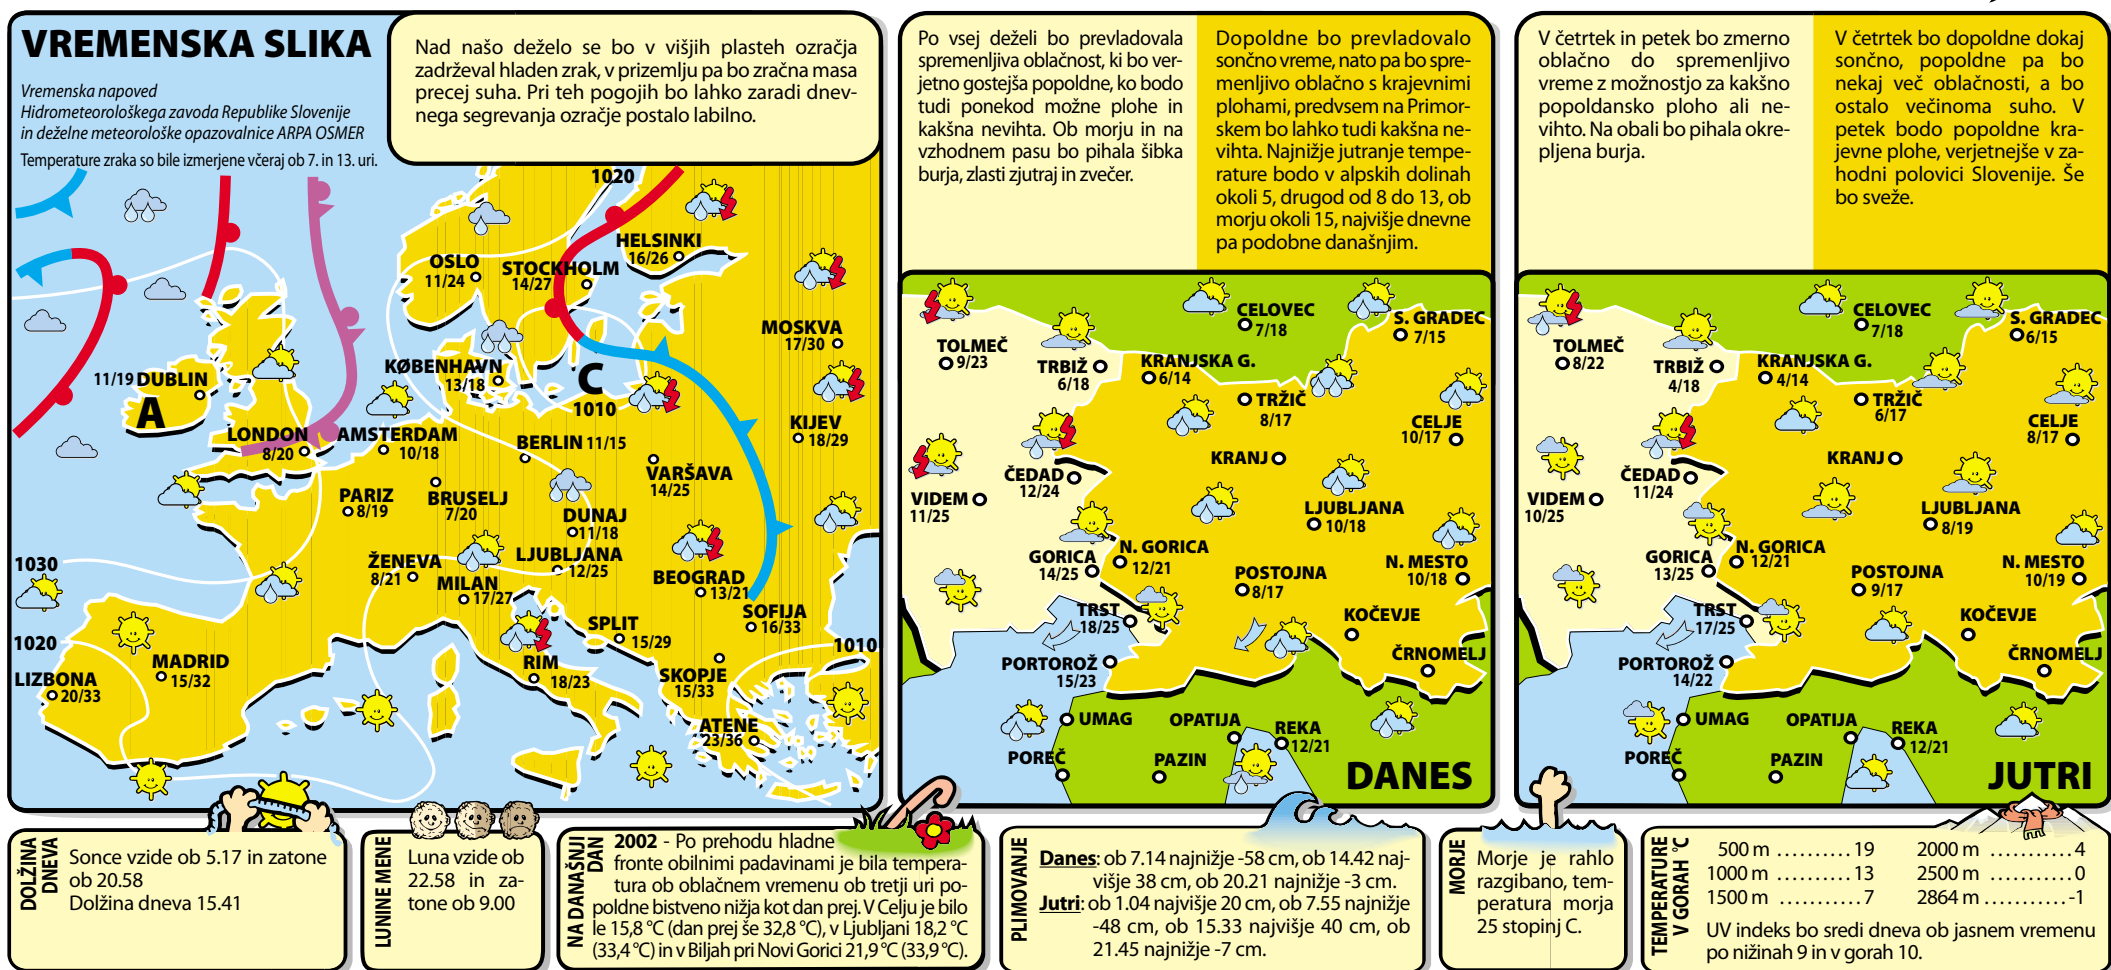 VREMENSKA SLIKA
Vremenska napoved
Hidrometeorološkega zavoda Republike Slovenije
in deželne meteorološke opazovalnice ARPA OSMER
Temperature zraka so bile izmerjene včeraj ob 7. in 13. uri.
Nad našo deželo se bo v višjih plasteh ozračja
zadrževal hladen zrak, v prizemlju pa bo zračna masa
precej suha. Pri teh pogojih bo lahko zaradi dnev-
nega segrevanja ozračje postalo labilno.
1020
HELSINKI
16/26
OSLO
11/24
STOCKHOLM
14/27
MOSKVA
17/30
KØBENHAVN
13/18
C
1010
11/19 DUBLIN
A
KIJEV
18/29
LONDON
8/20
AMSTERDAM
10/18
BERLIN 11/15
VARŠAVA
14/25
PARIZ
8/19
BRUSELJ
7/20
DUNAJ
11/18
1030
ŽENEVA
8/21
LJUBLJANA
12/25
MILAN
17/27
BEOGRAD
13/21
SOFIJA
16/33
SPLIT
15/29
1020
1010
MADRID
15/32
LIZBONA
20/33
RIM
18/23
SKOPJE
15/33
ATENE
23/36
Po vsej deželi bo prevladovala
spremenljiva oblačnost, ki bo ver-
jetno gostejša popoldne, ko bodo
tudi ponekod možne plohe in
kakšna nevihta. Ob morju in na
vzhodnem pasu bo pihala šibka
burja, zlasti zjutraj in zvečer.
Dopoldne bo prevladovalo
sončno vreme, nato pa bo spre-
menljivo oblačno s krajevnimi
plohami, predvsem na Primor-
skem bo lahko tudi kakšna ne-
vihta. Najnižje jutranje tempe-
rature bodo v alpskih dolinah
okoli 5, drugod od 8 do 13, ob
morju okoli 15, najvišje dnevne
pa podobne današnjim.
CELOVEC
7/18
S. GRADEC
7/15
TOLMEČ
9/23
TRBIŽ
6/18
KRANJSKA G.
6/14
TRŽIČ
8/17
CELJE
10/17
KRANJ
ČEDAD
12/24
VIDEM
11/25
LJUBLJANA
10/18
GORICA
14/25
N. GORICA
12/21
N. MESTO
10/18
POSTOJNA
8/17
TRST
18/25
KOČEVJE
PORTOROŽ
15/23
ČRNOMELJ
UMAG
OPATIJA
REKA
12/21
POREČ
PAZIN
DANES
V četrtek in petek bo zmerno
oblačno do spremenljivo
vreme z možnostjo za kakšno
popoldansko ploho ali ne-
vihto. Na obali bo pihala okre-
pljena burja.
V četrtek bo dopoldne dokaj
sončno, popoldne pa bo
nekaj več oblačnosti, a bo
ostalo večinoma suho. V
petek bodo popoldne kra-
jevne plohe, verjetnejše v za-
hodni polovici Slovenije. Še
bo sveže.
CELOVEC
7/18
S. GRADEC
6/15
TOLMEČ
8/22
TRBIŽ
4/18
KRANJSKA G.
4/14
TRŽIČ
6/17
CELJE
8/17
KRANJ
ČEDAD
11/24
VIDEM
10/25
LJUBLJANA
8/19
GORICA
13/25
N. GORICA
12/21
N. MESTO
10/19
POSTOJNA
9/17
TRST
17/25
KOČEVJE
PORTOROŽ
14/22
ČRNOMELJ
UMAG
OPATIJA
REKA
12/21
POREČ
PAZIN
JUTRI
DOLŽINA
DNEVA
Sonce vzide ob 5.17 in zatone
ob 20.58
Dolžina dneva 15.41
LUNINE MENE
Luna vzide ob
22.58 in za-
tone ob 9.00
NA DANAŠNJI
DAN
2002 - Po prehodu hladne
fronte obilnimi padavinami je bila tempera-
tura ob oblačnem vremenu ob tretji uri po-
poldne bistveno nižja kot dan prej. V Celju je bilo
le 15,8 °C (dan prej še 32,8 °C), v Ljubljani 18,2 °C
(33,4 °C) in v Biljah pri Novi Gorici 21,9 °C (33,9 °C).
PLIMOVANJE
Danes: ob 7.14 najnižje -58 cm, ob 14.42 naj-
višje 38 cm, ob 20.21 najnižje -3 cm.
Jutri: ob 1.04 najvišje 20 cm, ob 7.55 najnižje
-48 cm, ob 15.33 najvišje 40 cm, ob
21.45 najnižje -7 cm.
MORJE
Morje je rahlo
razgibano, tem-
peratura morja
25 stopinj C.
TEMPERATURE
V GORAH °C
500 m .......... 19
1000 m .......... 13
1500 m .......... 7
2000 m .......... 4
2500 m .......... 0
2864 m .......... -1
UV indeks bo sredi dneva ob jasnem vremenu
po nižinah 9 in v gorah 10.